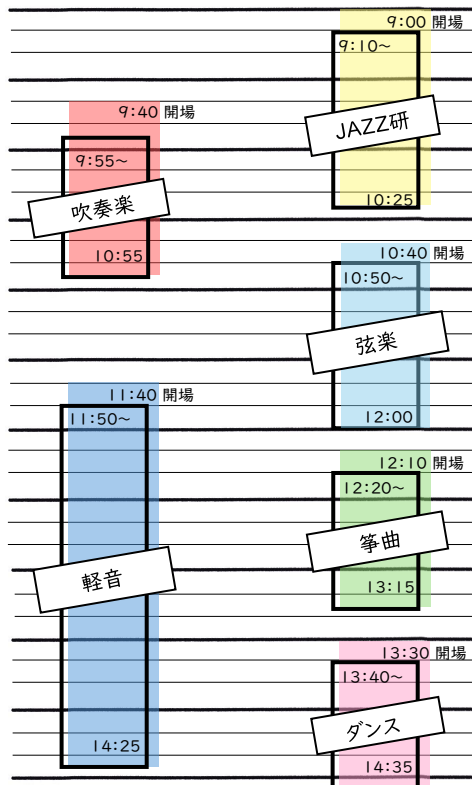 9:40 開場
9:55～
吹奏楽
10:55
11:40 開場
11:50～
軽音
14:25
9:00 開場
9:10～
JAZZ研
10:25
10:40 開場
10:50～
弦楽
12:00
12:10 開場
12:20～
箏曲
13:15
13:30 開場
13:40～
ダンス
14:35